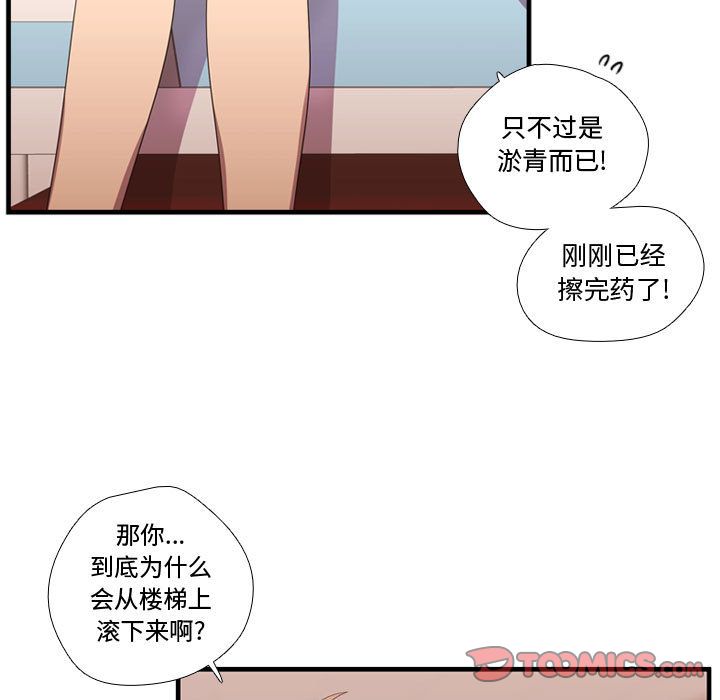 只不过是
淤青而已!
刚刚已经
擦完药了!
那你...
到底为什么
会从楼梯上
滚下来啊?
TOOMICS.COM